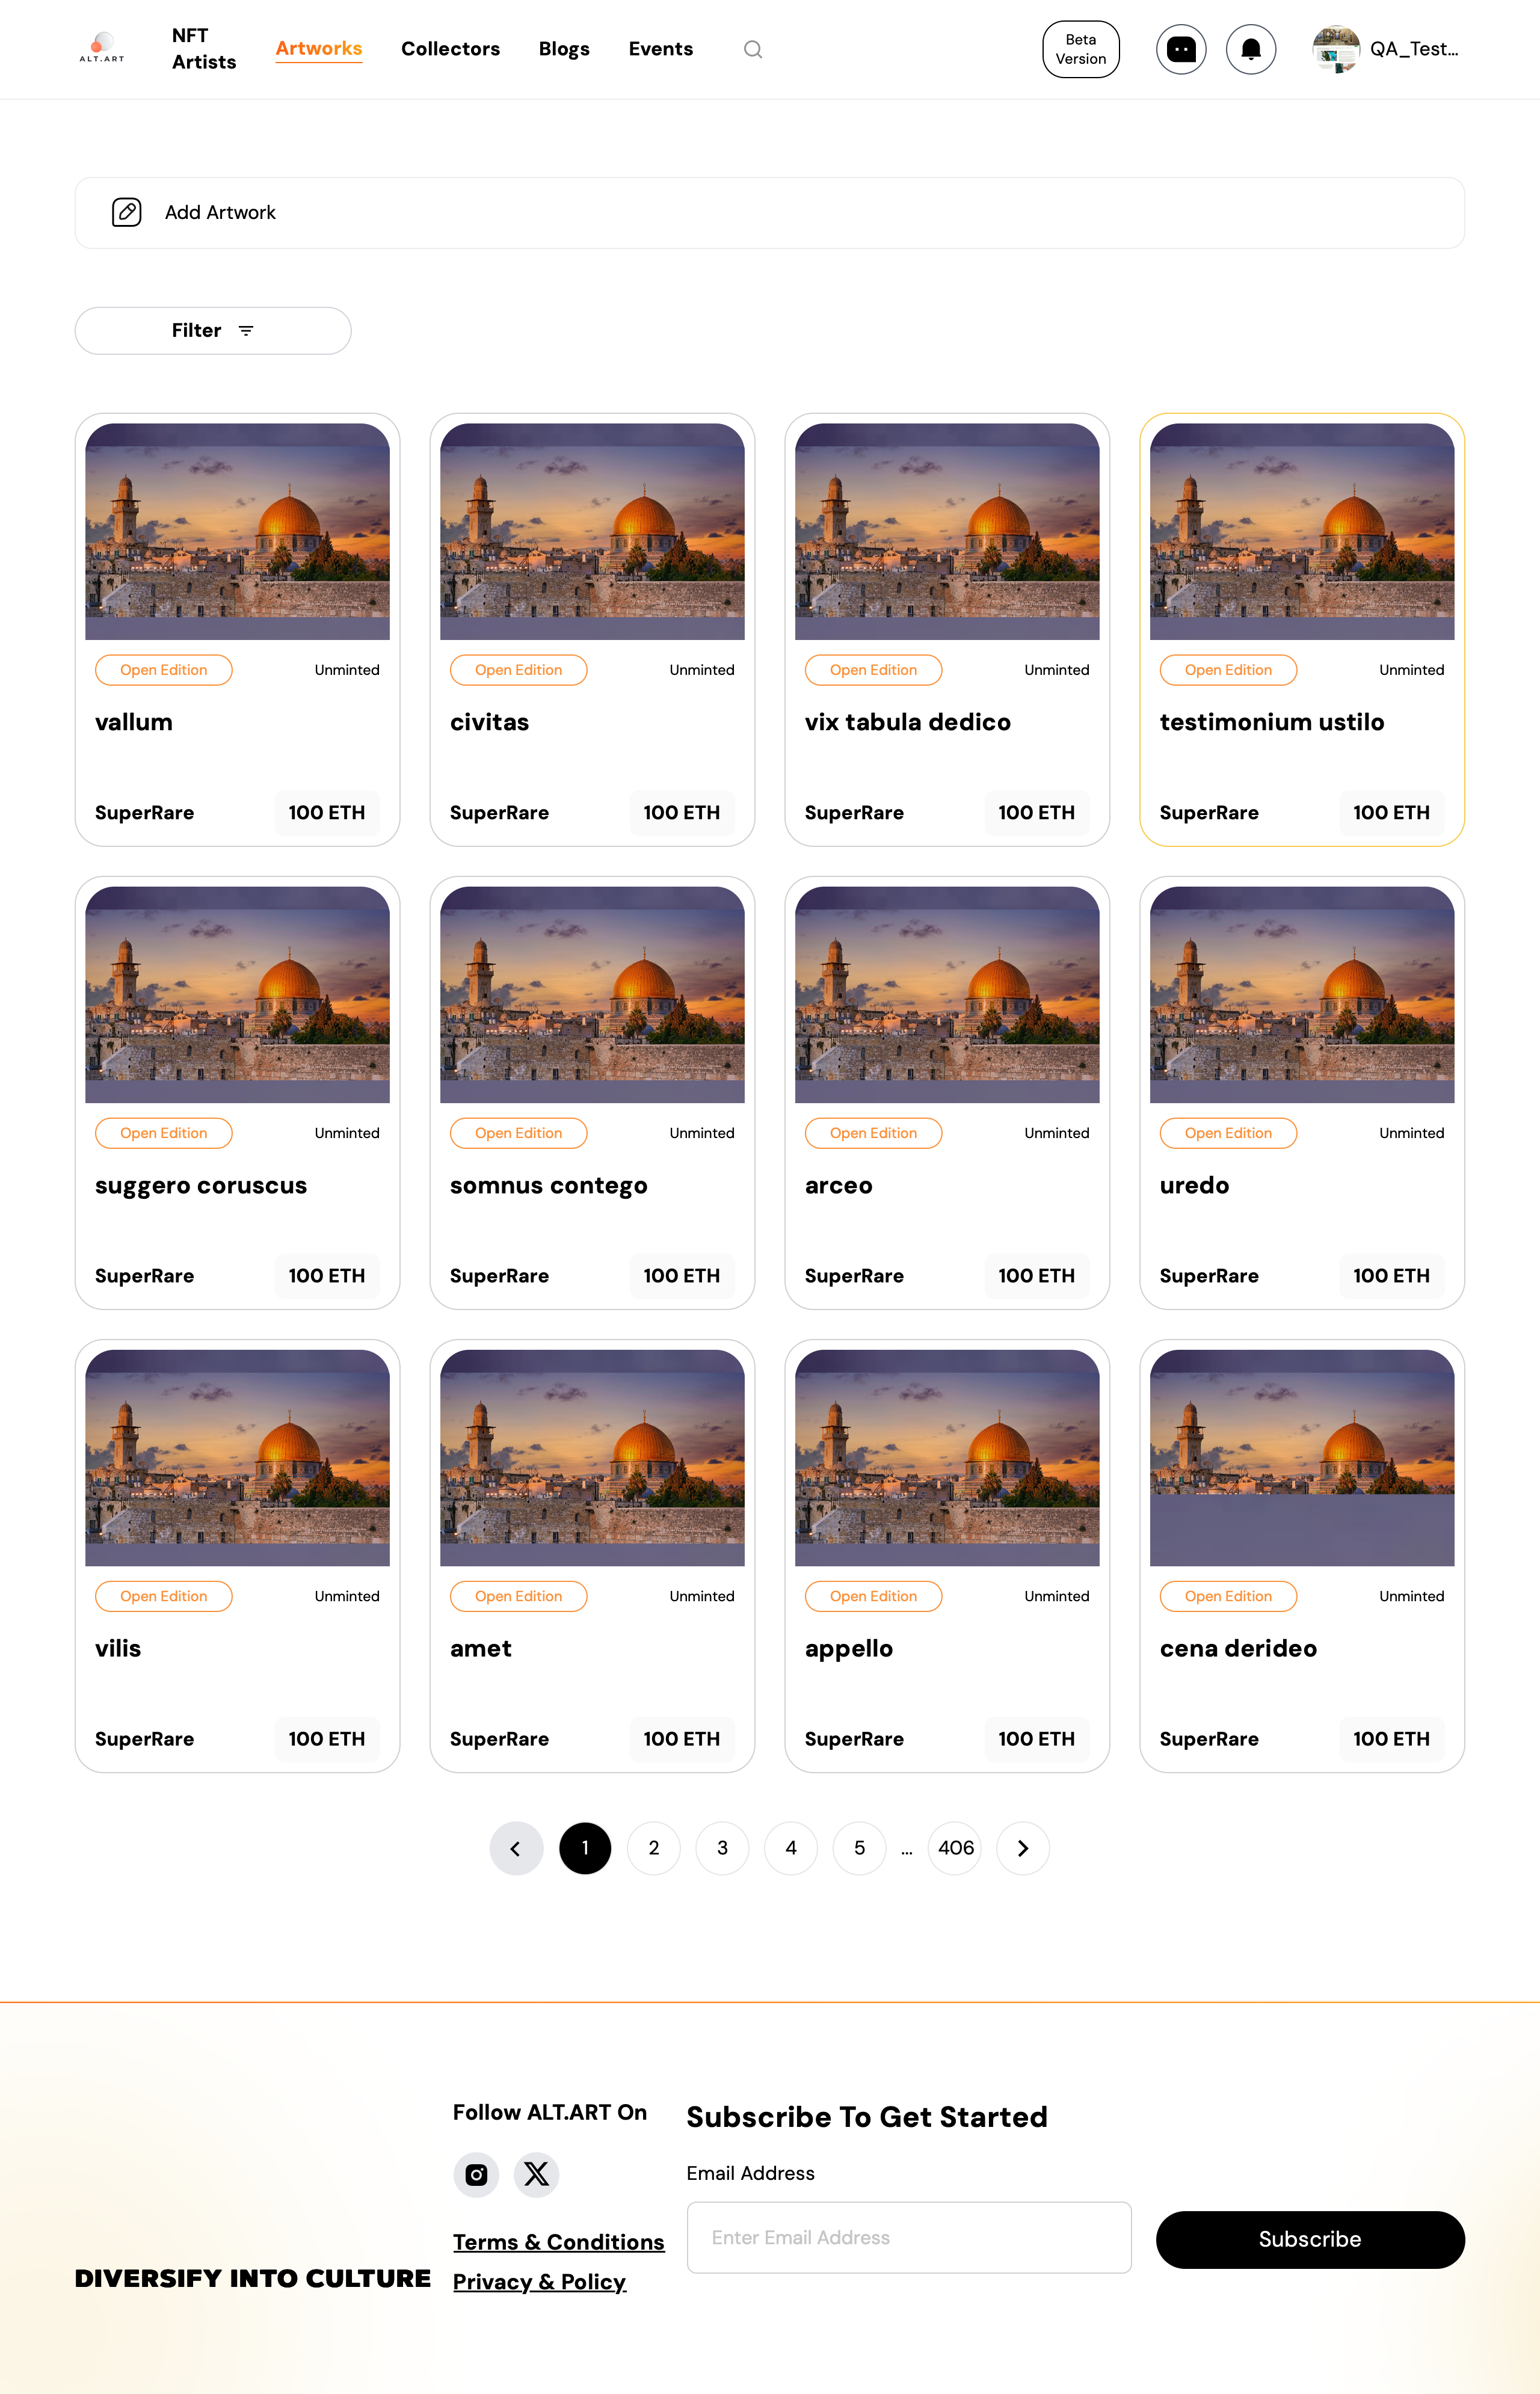 ALT.ART
NFT
Artists
Artworks
Collectors
Blogs
Events
Beta
Version
QA_Test...
Add Artwork
Filter
Open Edition Unminted
vallum
SuperRare 100 ETH
Open Edition Unminted
civitas
SuperRare 100 ETH
Open Edition Unminted
vix tabula dedico
SuperRare 100 ETH
Open Edition Unminted
testimonium ustilo
SuperRare 100 ETH
Open Edition Unminted
suggero coruscus
SuperRare 100 ETH
Open Edition Unminted
somnus contego
SuperRare 100 ETH
Open Edition Unminted
arceo
SuperRare 100 ETH
Open Edition Unminted
uredo
SuperRare 100 ETH
Open Edition Unminted
vilis
SuperRare 100 ETH
Open Edition Unminted
amet
SuperRare 100 ETH
Open Edition Unminted
appello
SuperRare 100 ETH
Open Edition Unminted
cena derideo
SuperRare 100 ETH
1 2 3 4 5 ... 406
DIVERSIFY INTO CULTURE
Follow ALT.ART On
Terms & Conditions
Privacy & Policy
Subscribe To Get Started
Email Address
Enter Email Address
Subscribe